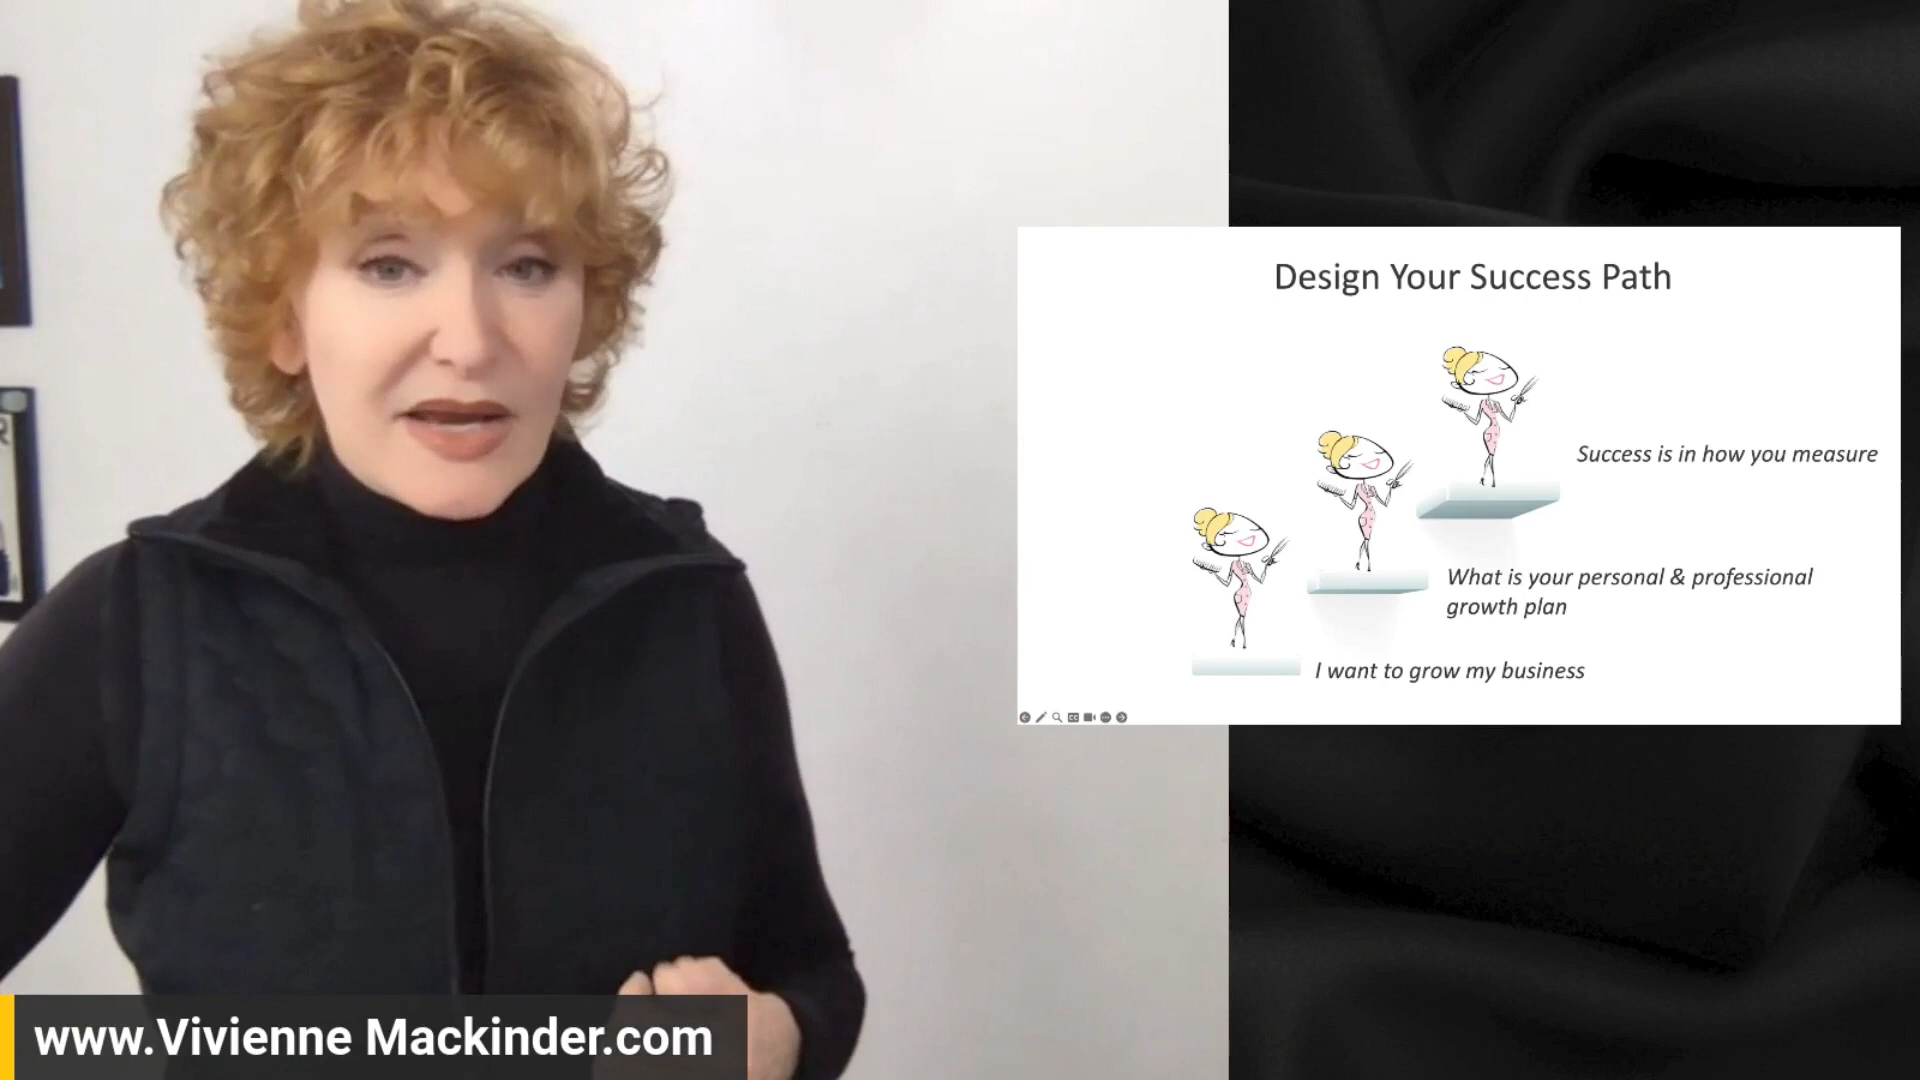 R
Design Your Success Path
Success is in how you measure
What is your personal & professional
growth plan
I want to grow my business
www.Vivienne Mackinder.com